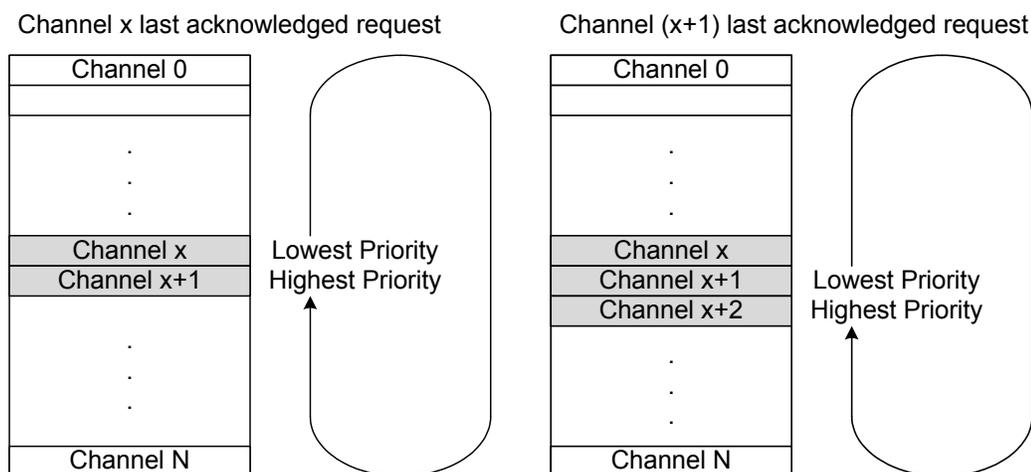 Channel x last acknowledged request
Channel 0
.
.
.
Channel x
Lowest Priority
Channel x+1
Highest Priority
.
.
.
Channel N
Channel (x+1) last acknowledged request
Channel 0
.
.
.
Channel x
Channel x+1
Lowest Priority
Channel x+2
Highest Priority
.
.
.
Channel N